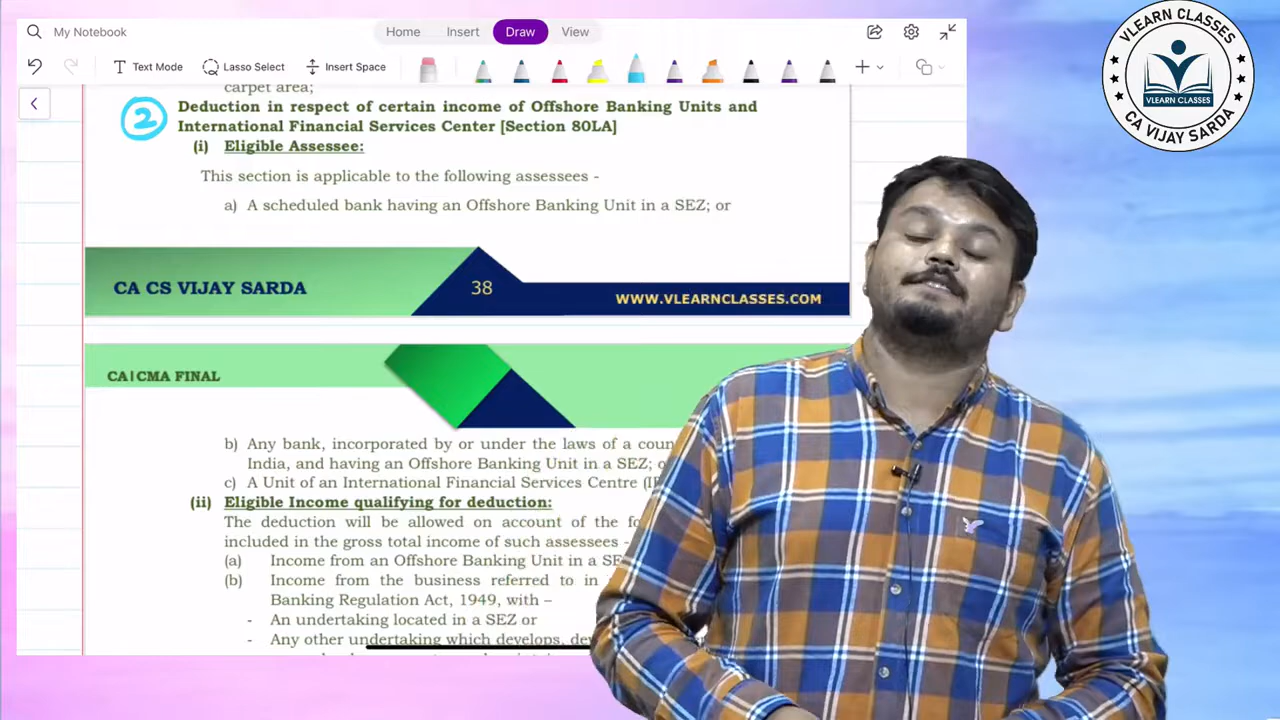 My Notebook
Home Insert Draw View
Text Mode Lasso Select Insert Space
carpet area;
2
Deduction in respect of certain income of Offshore Banking Units and
International Financial Services Center [Section 80LA]
(i) Eligible Assessee:
This section is applicable to the following assessees -
a) A scheduled bank having an Offshore Banking Unit in a SEZ; or
CA CS VIJAY SARDA
38
WWW.VLEARNCLASSES.COM
CA|CMA FINAL
b) Any bank, incorporated by or under the laws of a
India, and having an Offshore Banking Unit in a SEZ;
c) A Unit of an International Financial Services Centre
(ii) Eligible Income qualifying for deduction:
The deduction will be allowed on account of the
included in the gross total income of such assessees -
(a) Income from an Offshore Banking Unit in a
(b) Income from the business referred to in
Banking Regulation Act, 1949, with –
- An undertaking located in a SEZ or
- Any other undertaking which develops,
VLEARN CLASSES
VLEARN CLASSES
CA VIJAY SARDA